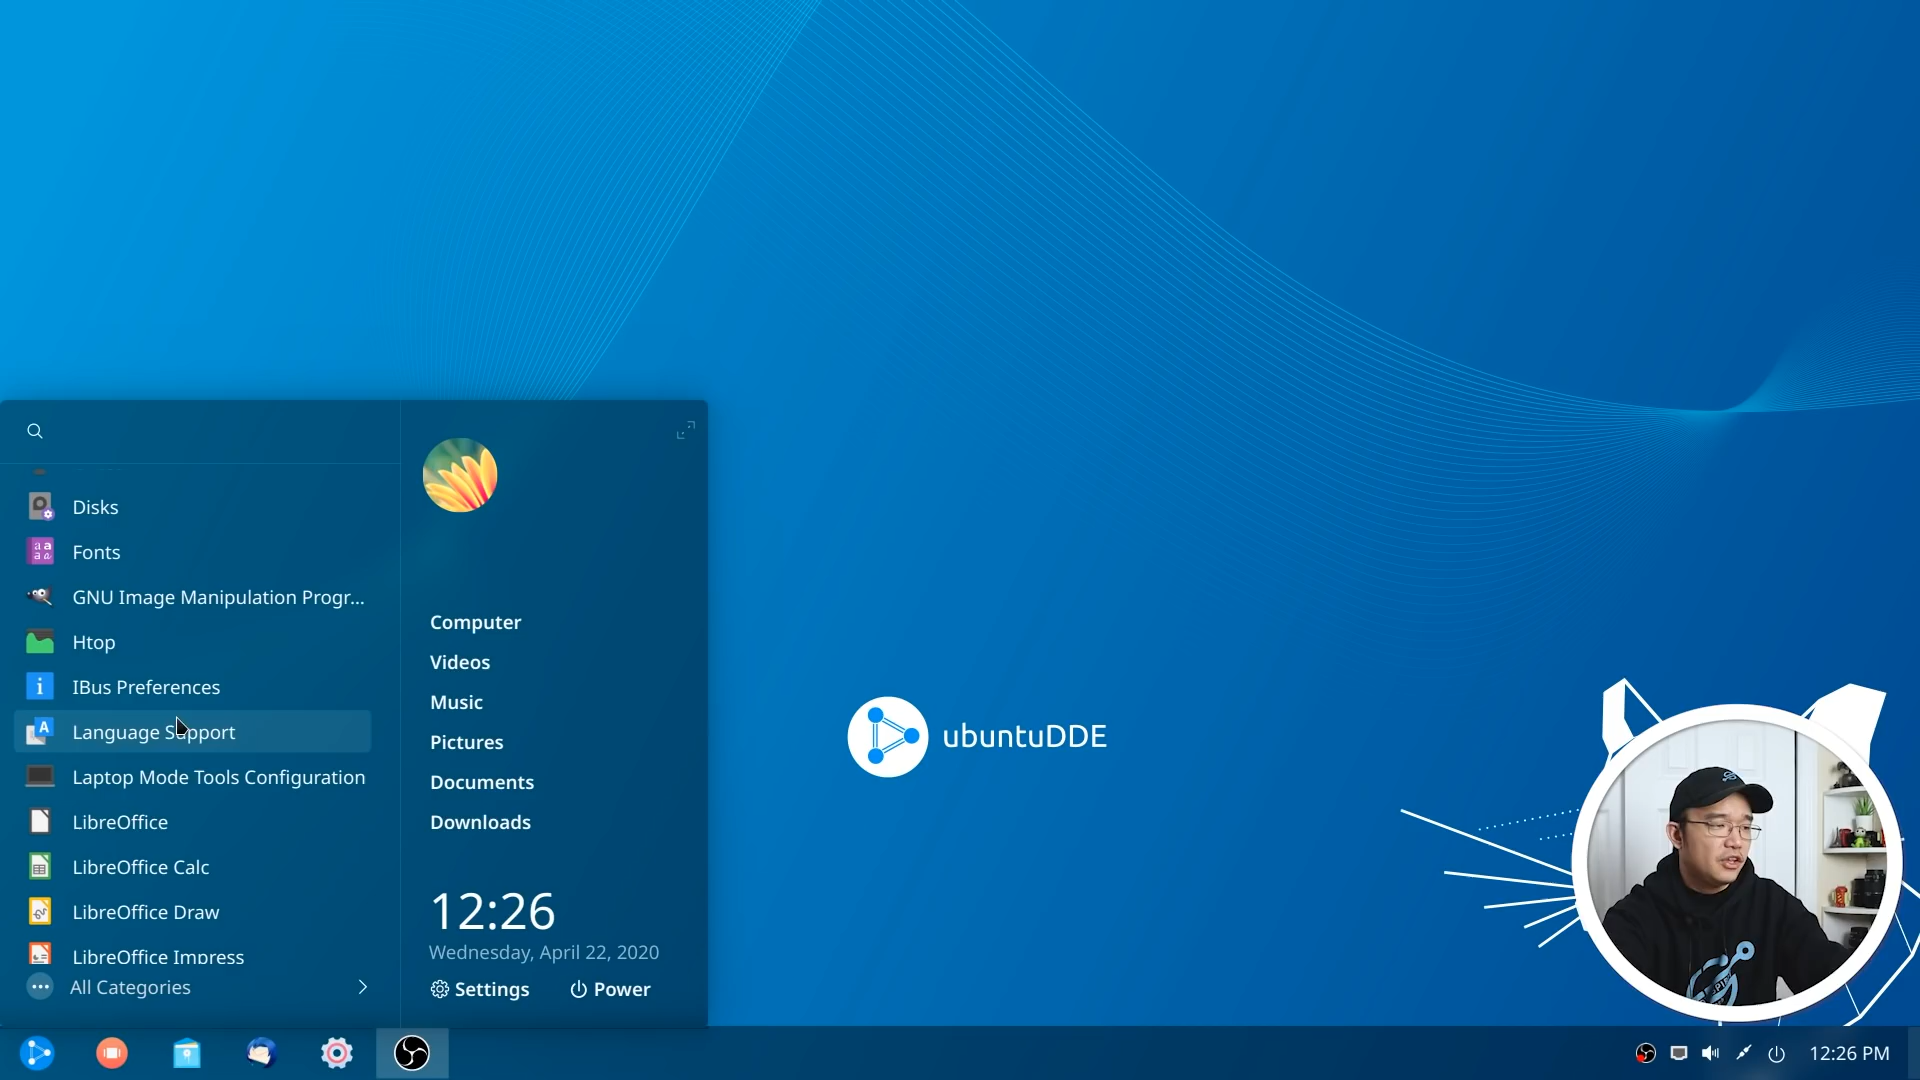 Disks
Fonts
GNU Image Manipulation Progr...
Htop
IBus Preferences
Language Support
Laptop Mode Tools Configuration
LibreOffice
LibreOffice Calc
LibreOffice Draw
LibreOffice Impress
All Categories
Computer
Videos
Music
Pictures
Documents
Downloads
12:26
Wednesday, April 22, 2020
Settings
Power
ubuntuDDE
12:26 PM